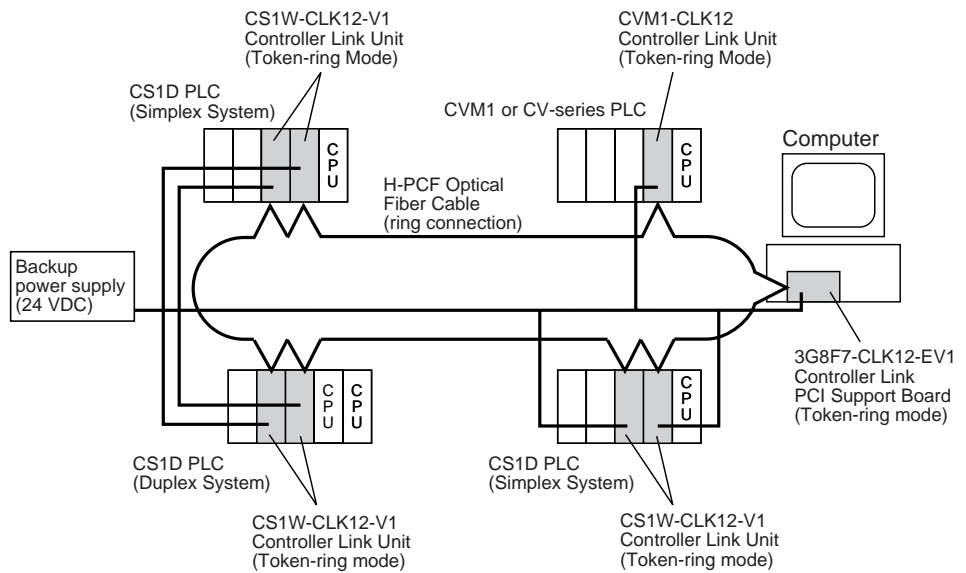 CS1W-CLK12-V1
Controller Link Unit
(Token-ring Mode)
CVM1-CLK12
Controller Link Unit
(Token-ring Mode)
CS1D PLC
(Simplex System)
CVM1 or CV-series PLC
Computer
CPU
CPU
H-PCF Optical
Fiber Cable
(ring connection)
Backup
power supply
(24 VDC)
3G8F7-CLK12-EV1
Controller Link
PCI Support Board
(Token-ring mode)
CPU
CPU
CPU
CS1D PLC
(Duplex System)
CS1D PLC
(Simplex System)
CS1W-CLK12-V1
Controller Link Unit
(Token-ring mode)
CS1W-CLK12-V1
Controller Link Unit
(Token-ring mode)